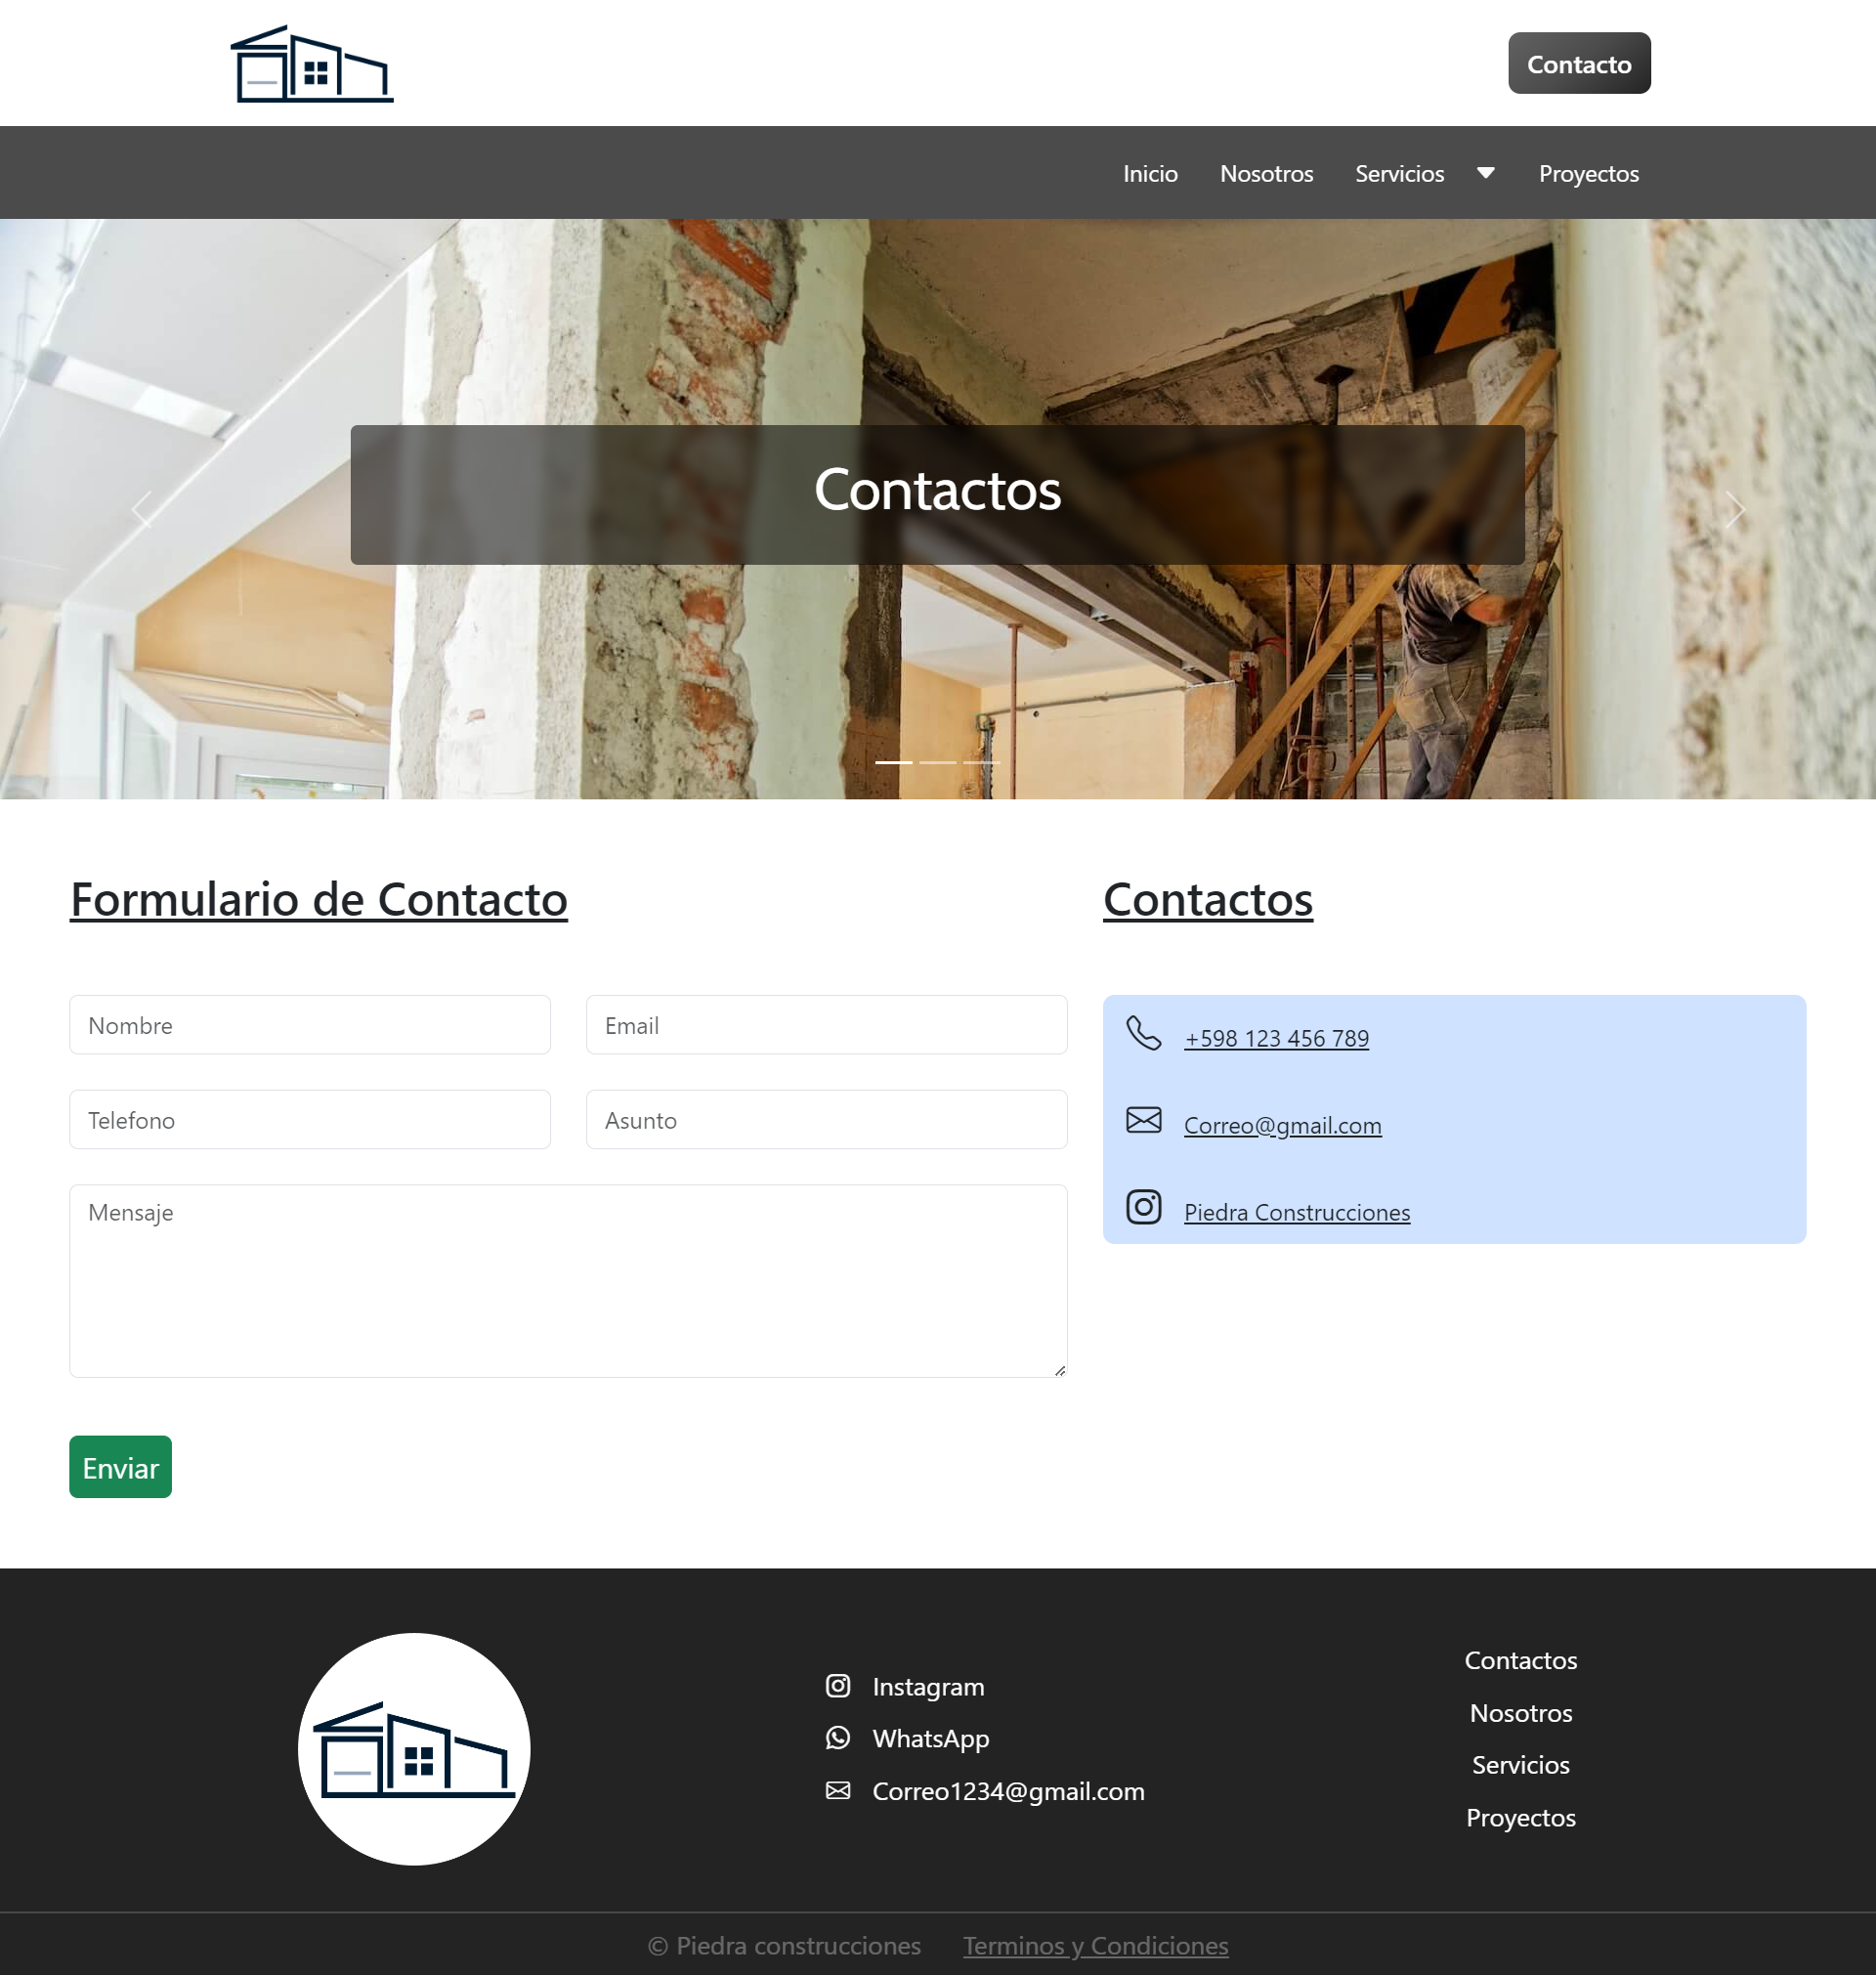 Contacto
Inicio Nosotros Servicios Proyectos
Contactos
Formulario de Contacto
Nombre
Email
Telefono
Asunto
Mensaje
Enviar
Contactos
+598 123 456 789
Correo@gmail.com
Piedra Construcciones
Instagram
WhatsApp
Correo1234@gmail.com
Contactos
Nosotros
Servicios
Proyectos
© Piedra construcciones Terminos y Condiciones